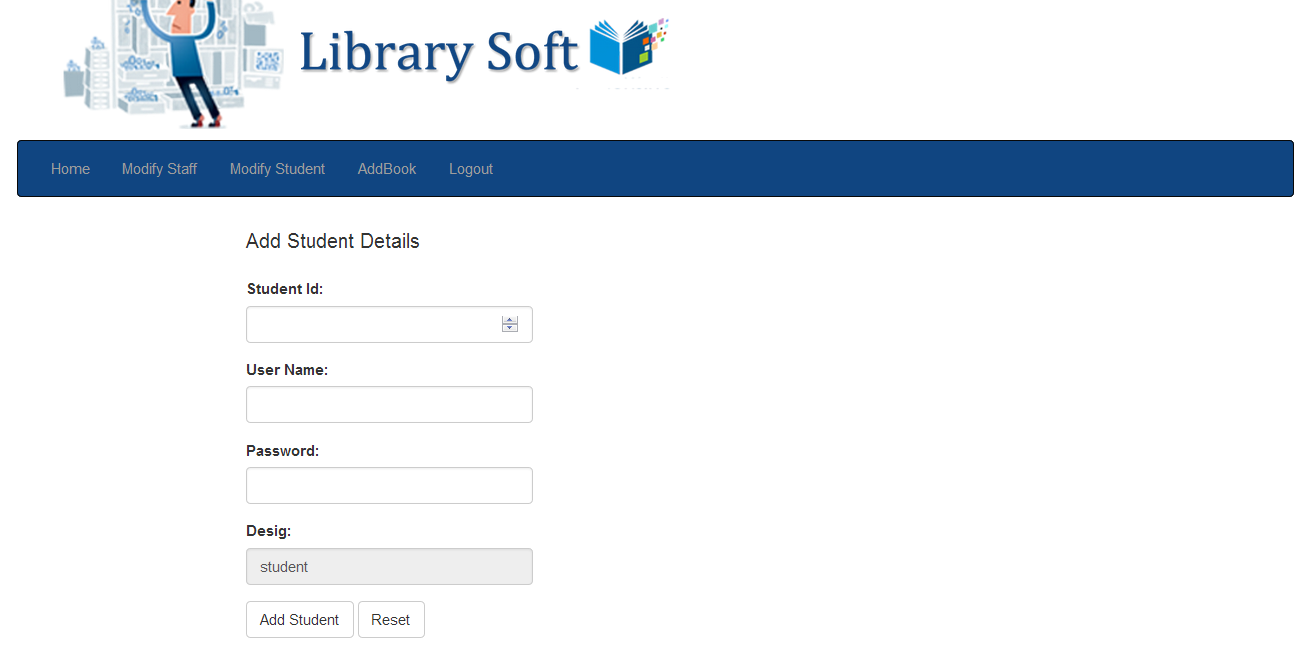 Library Soft
Home Modify Staff Modify Student AddBook Logout
Add Student Details
Student Id:
User Name:
Password:
Desig:
student
Add Student Reset